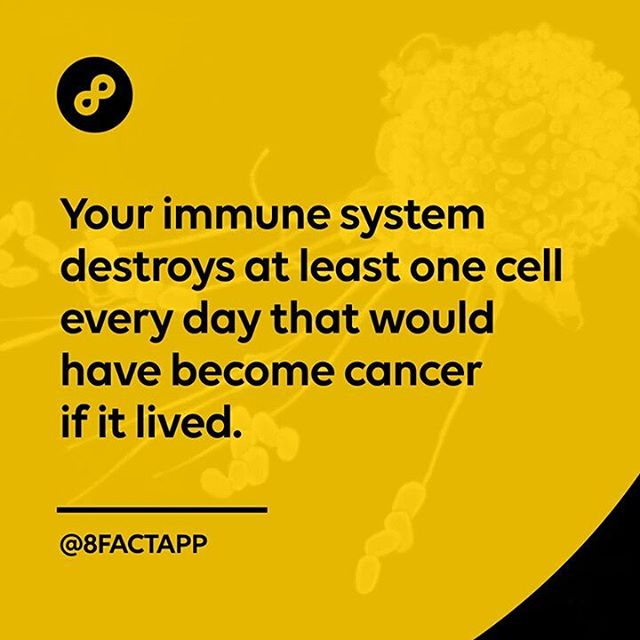 Your immune system
destroys at least one cell
every day that would
have become cancer
if it lived.
@8FACTAPP